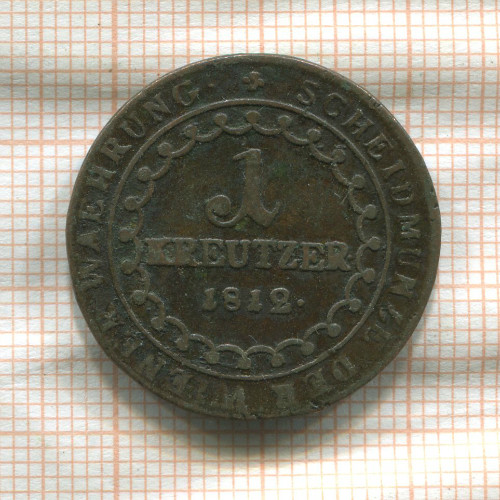 SCHEIDMÜNZE DER WIENER WAEHRUNG.
1
KREUTZER
1812.